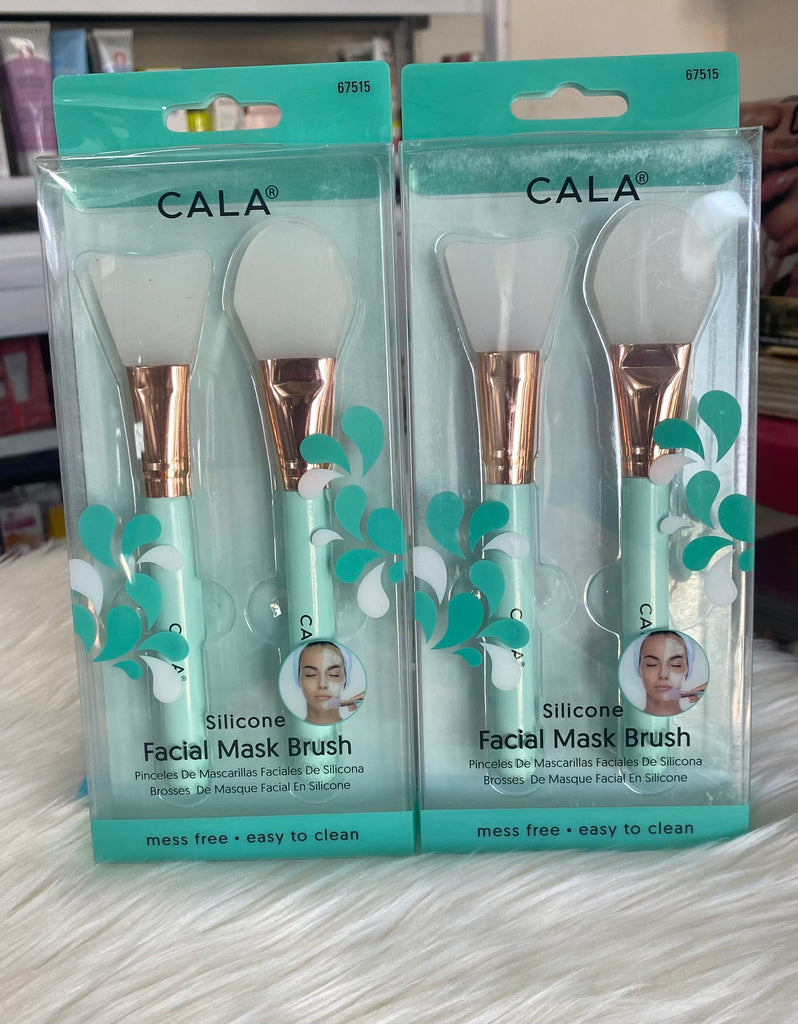 67515
CALA®
CALA®
CA
Silicone
Facial Mask Brush
Pinceles De Mascarillas Faciales De Silicona
Brosses De Masque Facial En Silicone
mess free • easy to clean
67515
CALA®
CALA®
CA
Silicone
Facial Mask Brush
Pinceles De Mascarillas Faciales De Silicona
Brosses De Masque Facial En Silicone
mess free • easy to clean